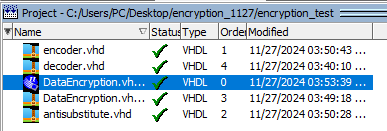 Project - C:/Users/PC/Desktop/encryption_1127/encryption_test
Name Status Type Order Modified
encoder.vhd VHDL 1 11/27/2024 03:50:43 ...
decoder.vhd VHDL 4 11/27/2024 03:40:10 ...
DataEncryption.vh... VHDL 0 11/27/2024 03:53:39 ...
DataEncryption.vh... VHDL 3 11/27/2024 03:49:18 ...
antisubstitute.vhd VHDL 2 11/27/2024 03:50:28 ...